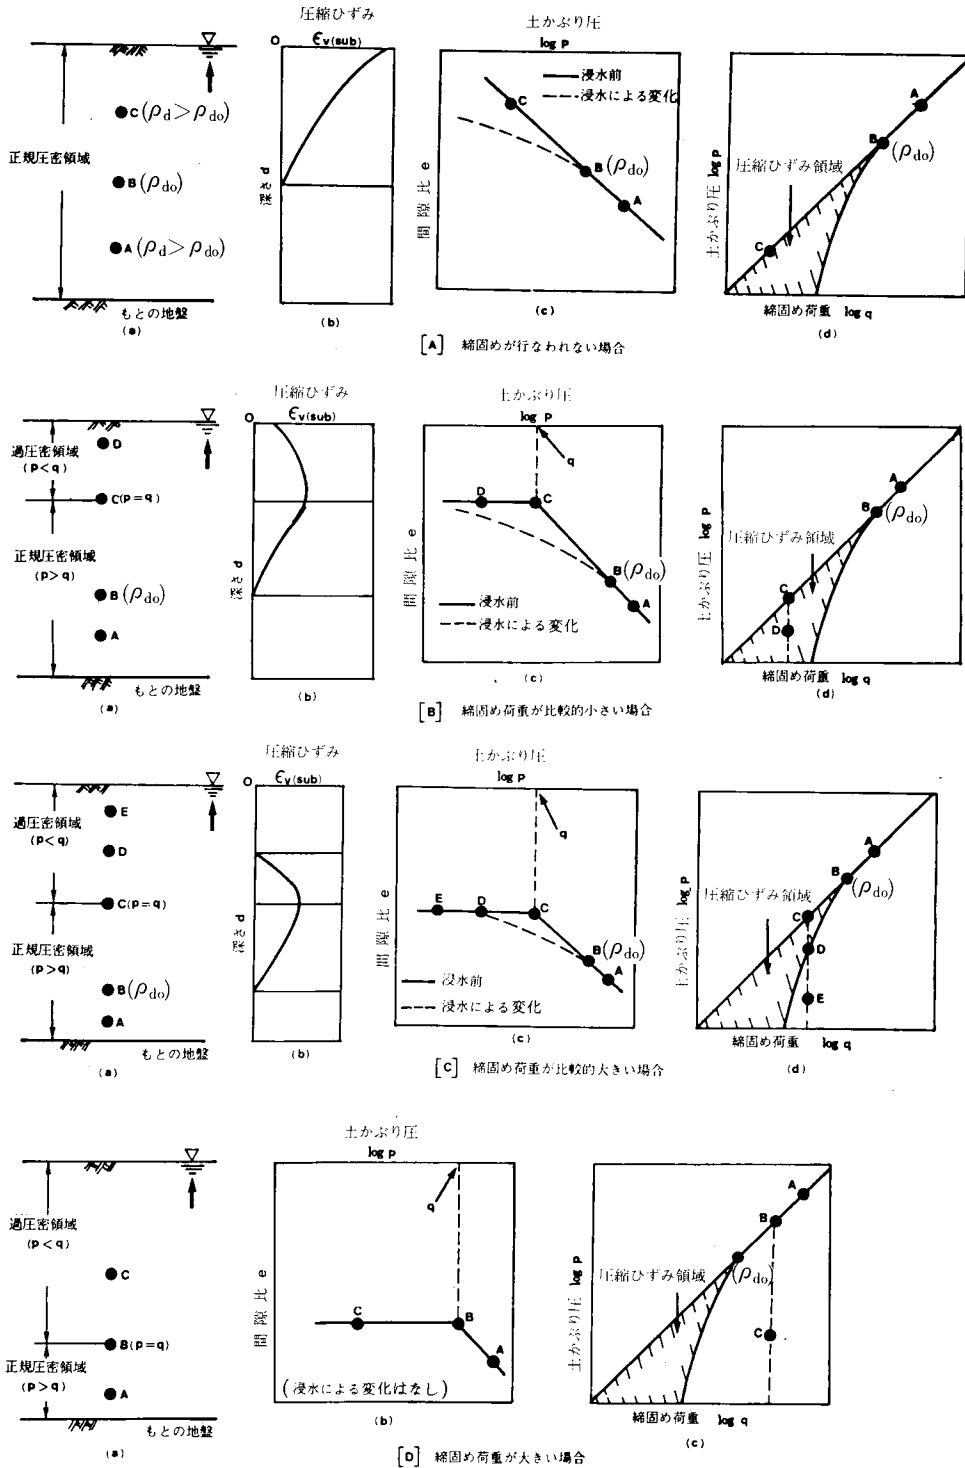 正規圧密領域
C (ρd>ρdo)
B (ρdo)
A (ρd>ρdo)
もとの地盤
(a)
圧縮ひずみ
O εv(sub)
深さ d
(b)
土かぶり圧
log P
浸水前
浸水による変化
C
B (ρdo)
A
間隙比 e
(c)
A
B (ρdo)
圧縮ひずみ領域
C
土かぶり圧 log P
締固め荷重 log q
(d)
[A] 締固めが行なわれない場合
過圧密領域
(p<q)
D
C(p=q)
正規圧密領域
(p>q)
B (ρdo)
A
もとの地盤
(a)
圧縮ひずみ
O εv(sub)
深さ d
(b)
土かぶり圧
log P
q
D
C
B (ρdo)
A
浸水前
浸水による変化
間隙比 e
(c)
A
B (ρdo)
圧縮ひずみ領域
C
D
土かぶり圧 log P
締固め荷重 log q
(d)
[B] 締固め荷重が比較的小さい場合
過圧密領域
(p<q)
E
D
C(p=q)
正規圧密領域
(p>q)
B (ρdo)
A
もとの地盤
(a)
圧縮ひずみ
O εv(sub)
深さ d
(b)
土かぶり圧
log P
q
E
D
C
B (ρdo)
A
浸水前
浸水による変化
間隙比 e
(c)
A
B (ρdo)
圧縮ひずみ領域
C
D
E
土かぶり圧 log P
締固め荷重 log q
(d)
[C] 締固め荷重が比較的大きい場合
過圧密領域
(p<q)
C
B(p=q)
正規圧密領域
(p>q)
A
もとの地盤
(a)
土かぶり圧
log P
q
C
B
A
間隙比 e
(浸水による変化はなし)
(b)
A
B
(ρdo)
圧縮ひずみ領域
C
土かぶり圧 log P
締固め荷重 log q
(c)
[D] 締固め荷重が大きい場合